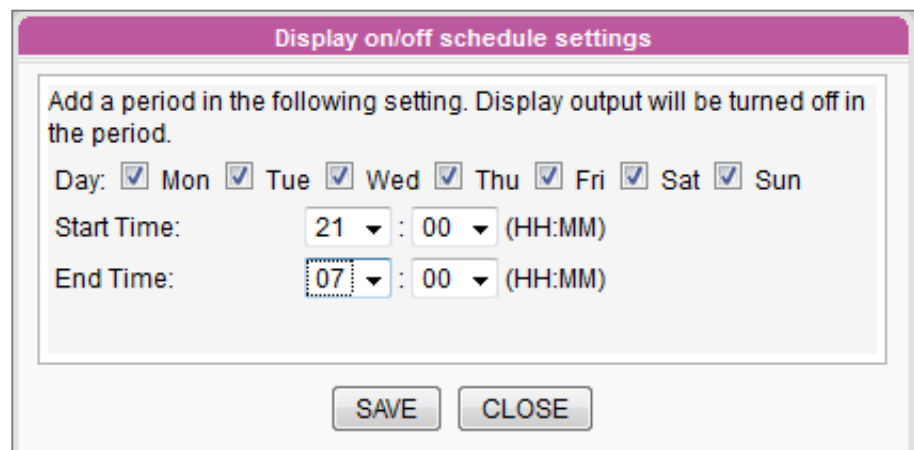 Display on/off schedule settings
Add a period in the following setting. Display output will be turned off in
the period.
Day: Mon Tue Wed Thu Fri Sat Sun
Start Time: 21 : 00 (HH:MM)
End Time: 07 : 00 (HH:MM)
SAVE CLOSE